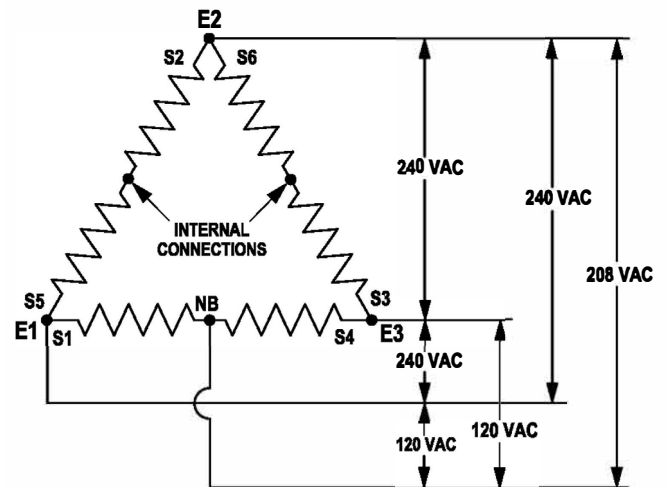 E2
S2 S6
240 VAC
240 VAC
INTERNAL
CONNECTIONS
208 VAC
S5 NB S3
E1 S1 S4 E3
240 VAC
120 VAC
120 VAC